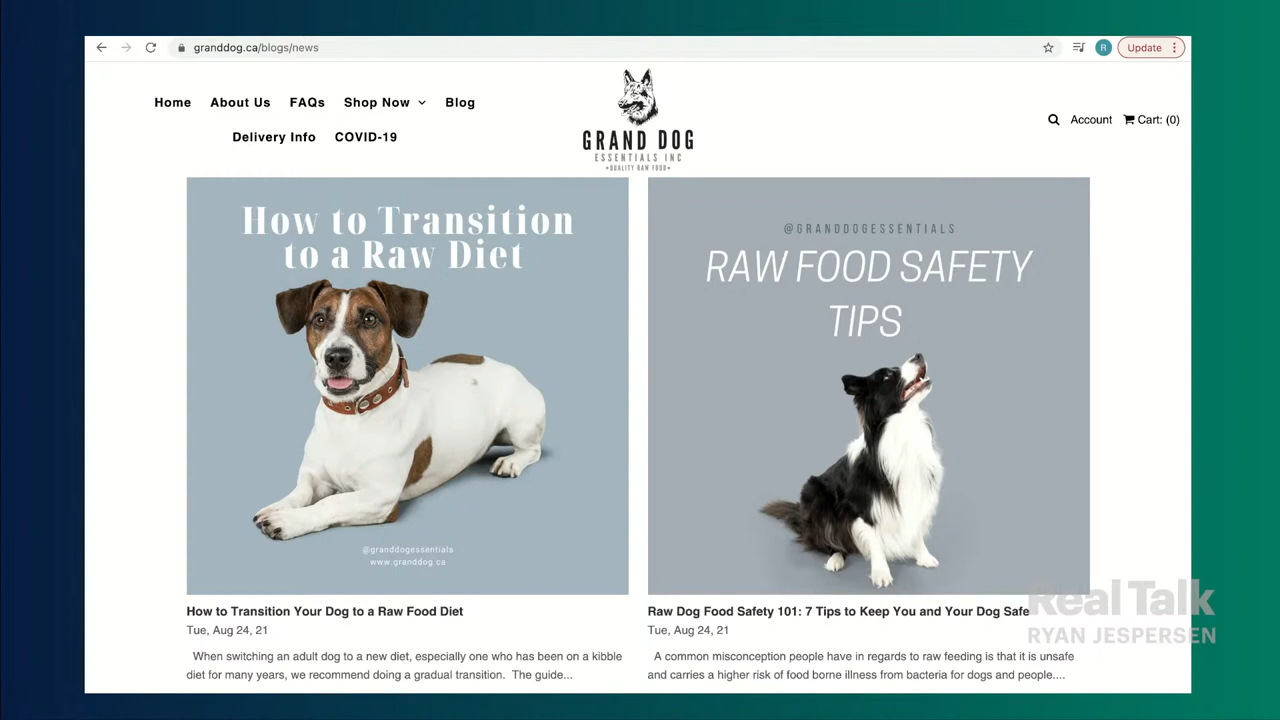 granddog.ca/blogs/news
R
Update
Home About Us FAQs Shop Now Blog
Delivery Info COVID-19
GRAND DOG
ESSENTIALS INC
•QUALITY RAW FOOD•
Account Cart: (0)
How to Transition
to a Raw Diet
@granddogessentials
www.granddog.ca
@GRANDDOGESSENTIALS
RAW FOOD SAFETY
TIPS
How to Transition Your Dog to a Raw Food Diet
Tue, Aug 24, 21
When switching an adult dog to a new diet, especially one who has been on a kibble
diet for many years, we recommend doing a gradual transition. The guide...
Raw Dog Food Safety 101: 7 Tips to Keep You and Your Dog Safe
Tue, Aug 24, 21
A common misconception people have in regards to raw feeding is that it is unsafe
and carries a higher risk of food borne illness from bacteria for dogs and people....
Real Talk
RYAN JESPERSEN